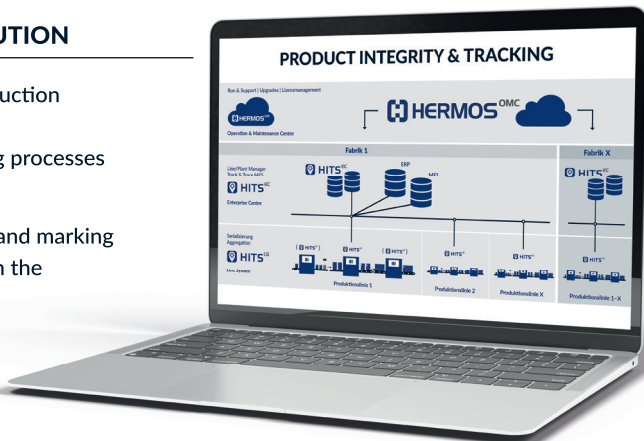 UTION
uction
g processes
and marking
n the
PRODUCT INTEGRITY & TRACKING
Run & Support | Upgrades | Lizenzmanagement
HERMOS OMC
HERMOS
Operation & Maintenance Centre
Fabrik 1
Fabrik X
Line/Plant Manager
Track & Trace MES
HITS EC
Enterprise Centre
HITS EC
ERP
HITS EC
Serialisierung
Aggregation
HITS LS
(HITS) HITS (HITS)
HITS
HITS
HITS
Produktionslinie 1
Produktionslinie 2
Produktionslinie X
Produktionslinie 1-X